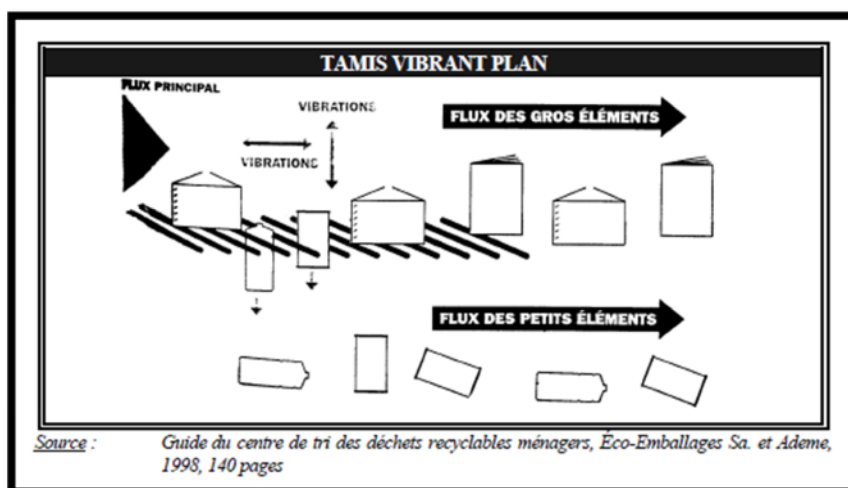 TAMIS VIBRANT PLAN
FLUX PRINCIPAL
VIBRATIONS
VIBRATIONS
FLUX DES GROS ÉLÉMENTS
FLUX DES PETITS ÉLÉMENTS
Source : Guide du centre de tri des déchets recyclables ménagers, Éco-Emballages Sa. et Ademe,
1998, 140 pages